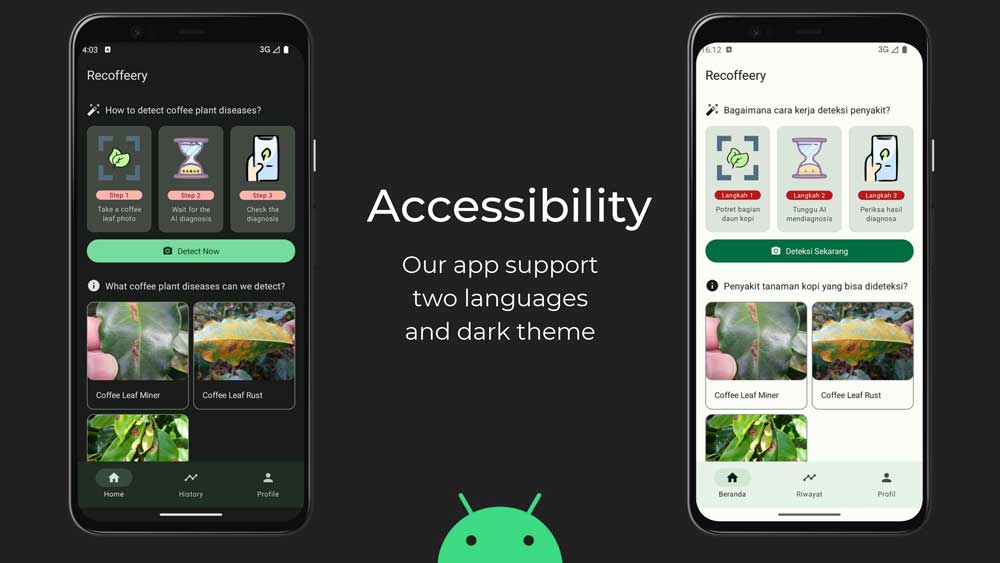 4:03
3G
Recoffeery
How to detect coffee plant diseases?
Step 1
Take a coffee
leaf photo
Step 2
Wait for the
AI diagnosis
Step 3
Check the
diagnosis
Detect Now
What coffee plant diseases can we detect?
Coffee Leaf Miner
Coffee Leaf Rust
Home
History
Profile
Accessibility
Our app support
two languages
and dark theme
16.12
3G
Recoffeery
Bagaimana cara kerja deteksi penyakit?
Langkah 1
Potret bagian
daun kopi
Langkah 2
Tunggu AI
mendiagnosis
Langkah 3
Periksa hasil
diagnosa
Deteksi Sekarang
Penyakit tanaman kopi yang bisa dideteksi?
Coffee Leaf Miner
Coffee Leaf Rust
Beranda
Riwayat
Profil